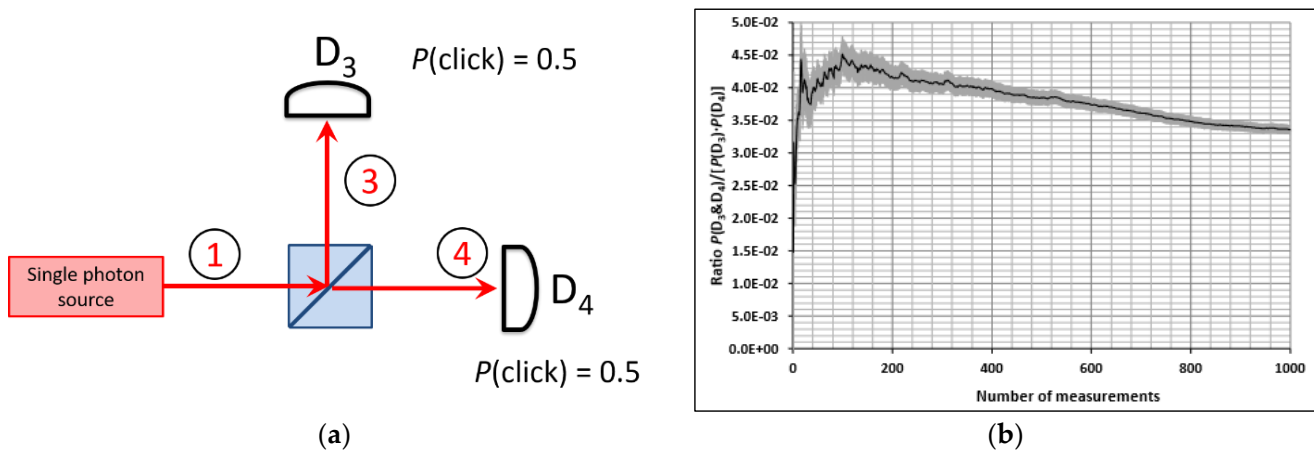 D3
P(click) = 0.5
3
1
4
Single photon
source
D4
P(click) = 0.5
(a)
Ratio P(D3&D4)/[P(D3)·P(D4)]
5.0E-02
4.5E-02
4.0E-02
3.5E-02
3.0E-02
2.5E-02
2.0E-02
1.5E-02
1.0E-02
5.0E-03
0.0E+00
0 200 400 600 800 1000
Number of measurements
(b)